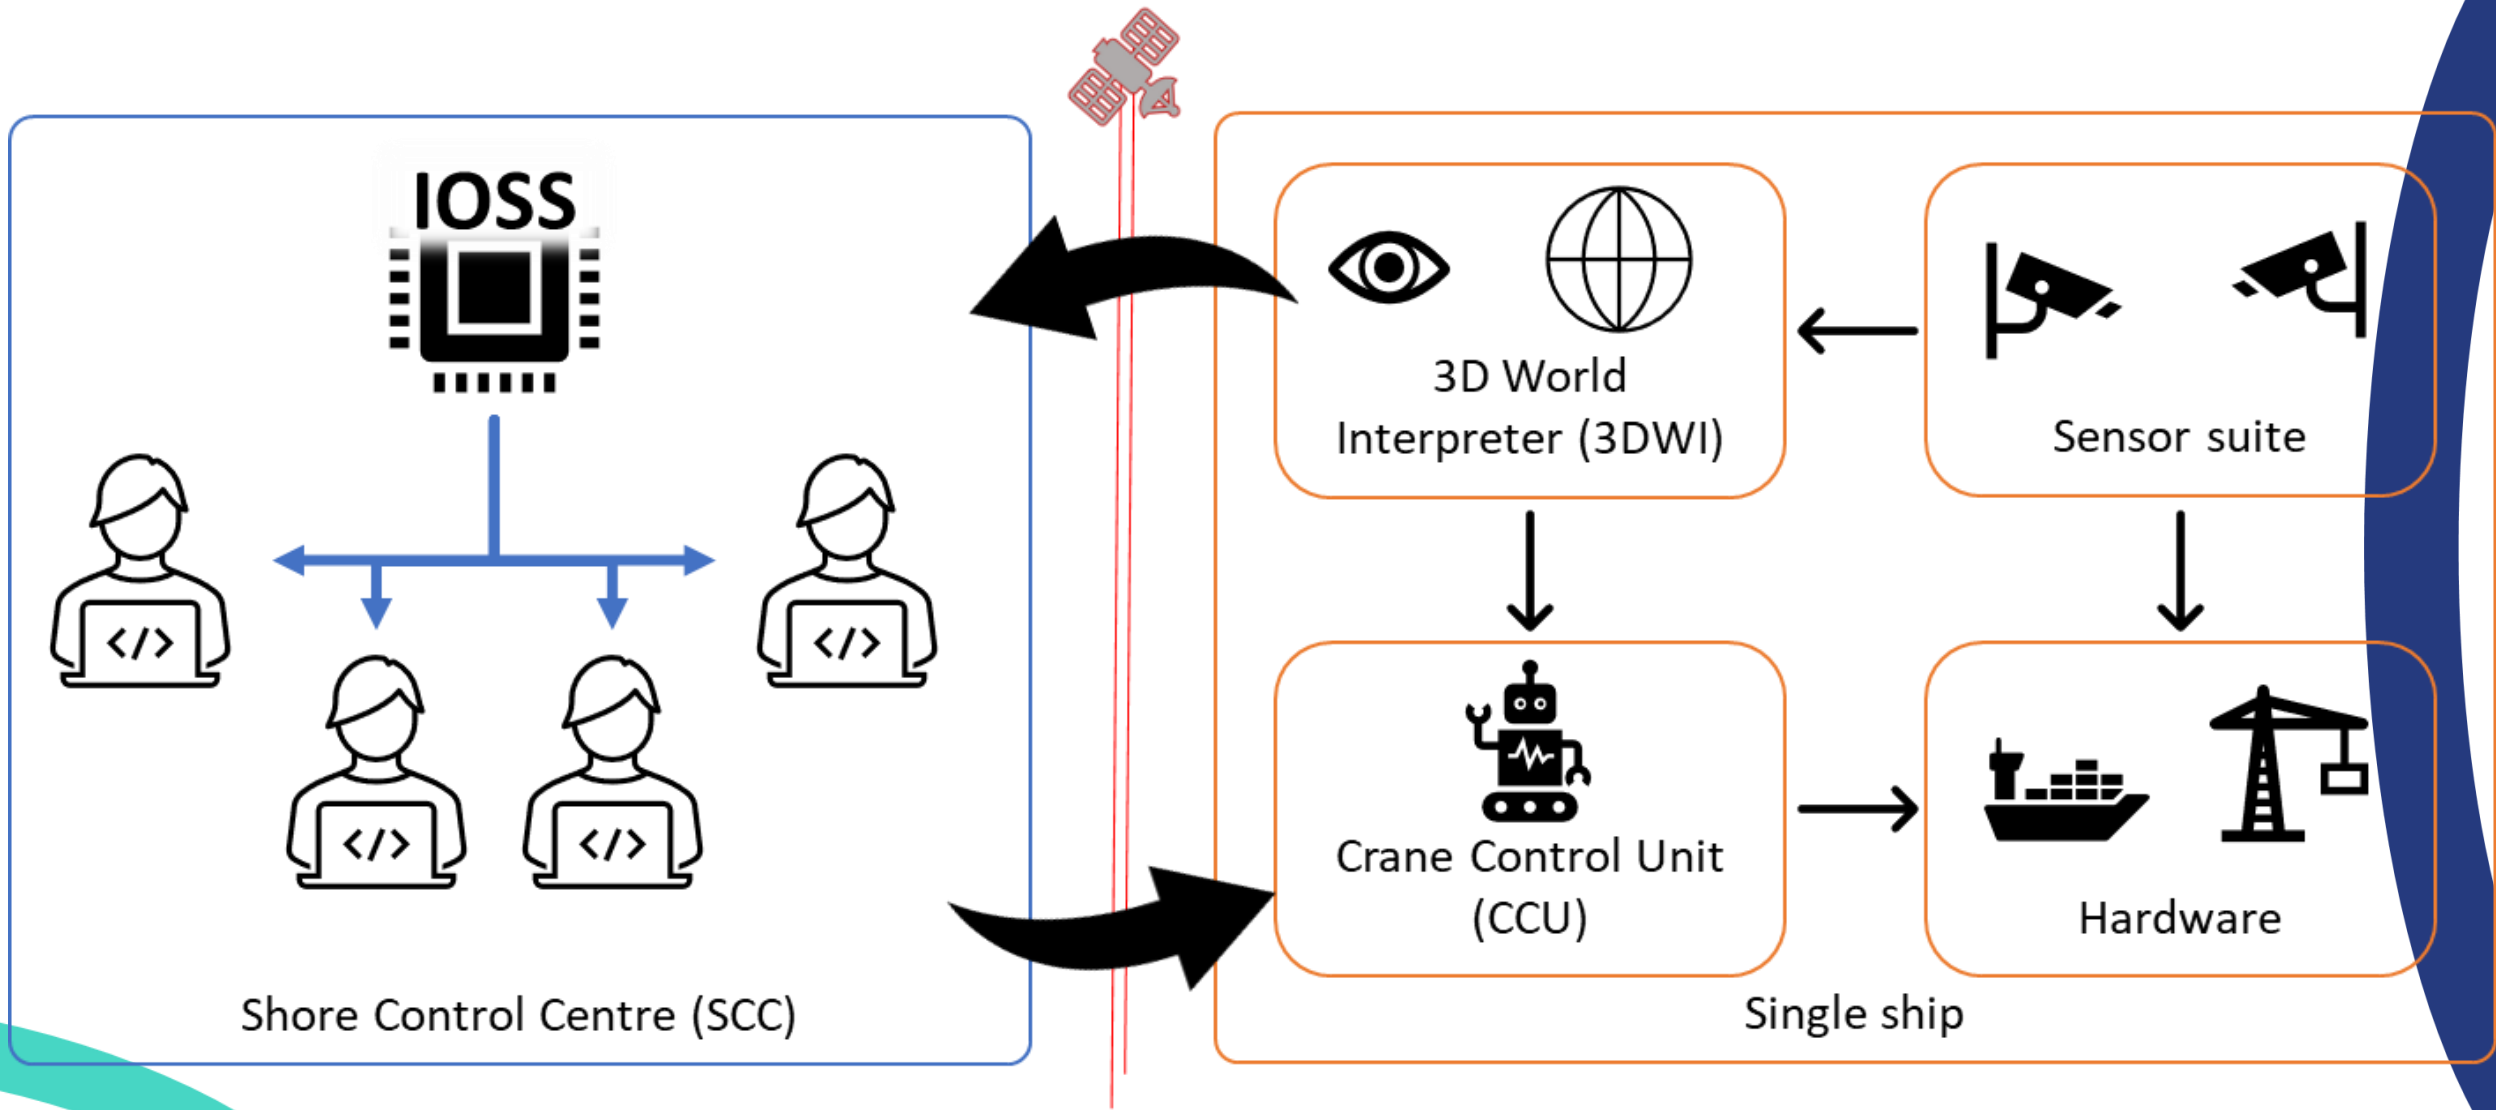 IOSS
</>
</>
</>
</>
Shore Control Centre (SCC)
3D World
Interpreter (3DWI)
Sensor suite
Crane Control Unit
(CCU)
Hardware
Single ship